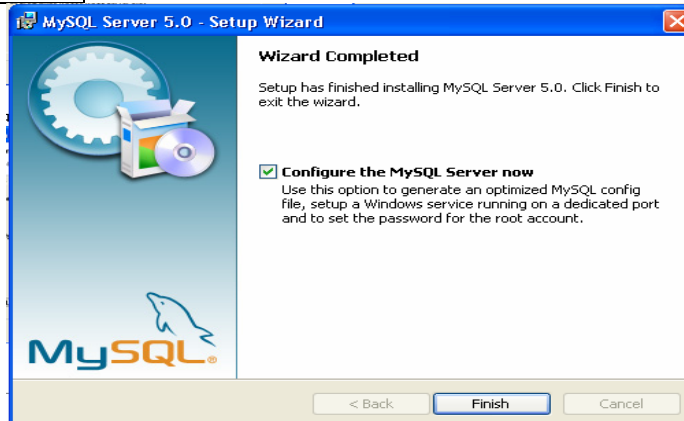 MySQL Server 5.0 - Setup Wizard
Wizard Completed
Setup has finished installing MySQL Server 5.0. Click Finish to
exit the wizard.
Configure the MySQL Server now
Use this option to generate an optimized MySQL config
file, setup a Windows service running on a dedicated port
and to set the password for the root account.
MySQL®
< Back
Finish
Cancel